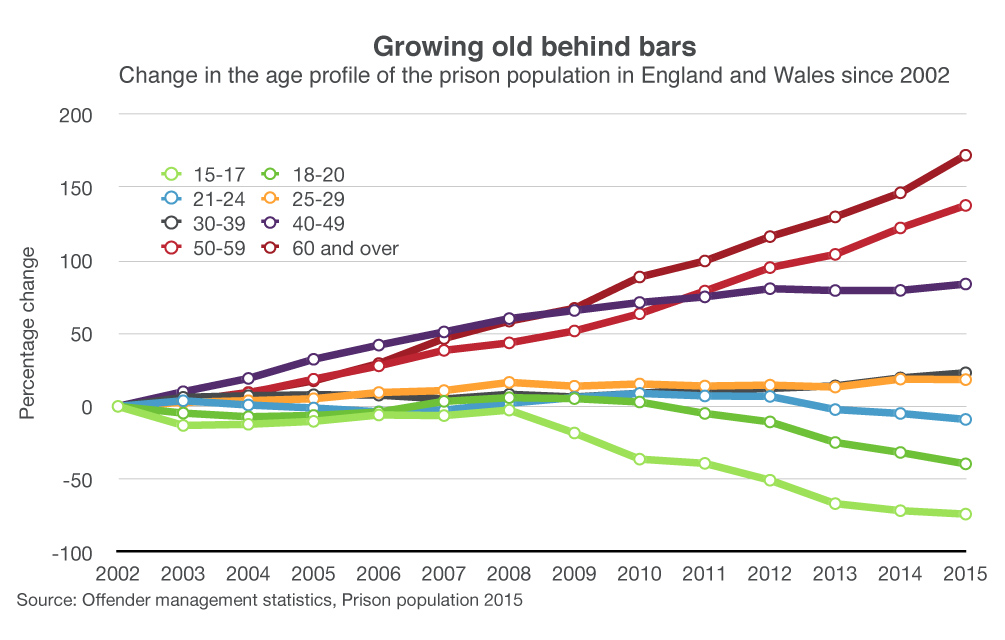 Growing old behind bars
Change in the age profile of the prison population in England and Wales since 2002
Percentage change
200
150
100
50
0
-50
-100
15-17 18-20
21-24 25-29
30-39 40-49
50-59 60 and over
2002 2003 2004 2005 2006 2007 2008 2009 2010 2011 2012 2013 2014 2015
Source: Offender management statistics, Prison population 2015